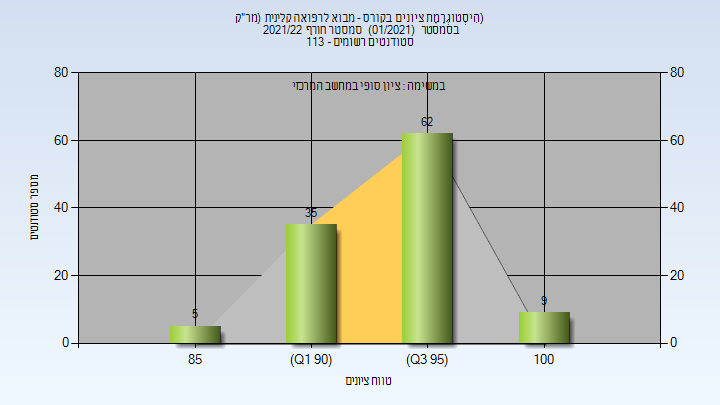 (הִיסְטוֹגְרָמַת ציונים בקורס - מבוא לרפואה קלינית (מר"ק
בסמסטר (01/2021) סמסטר חורף 2021/22
סטודנטים רשומים - 113
במשימה : ציון סופי במחשב המרכזי
80
60
40
20
0
80
60
40
20
0
מספר סטודנטים
5
35
62
9
85
(Q1 90)
(Q3 95)
100
טווח ציונים